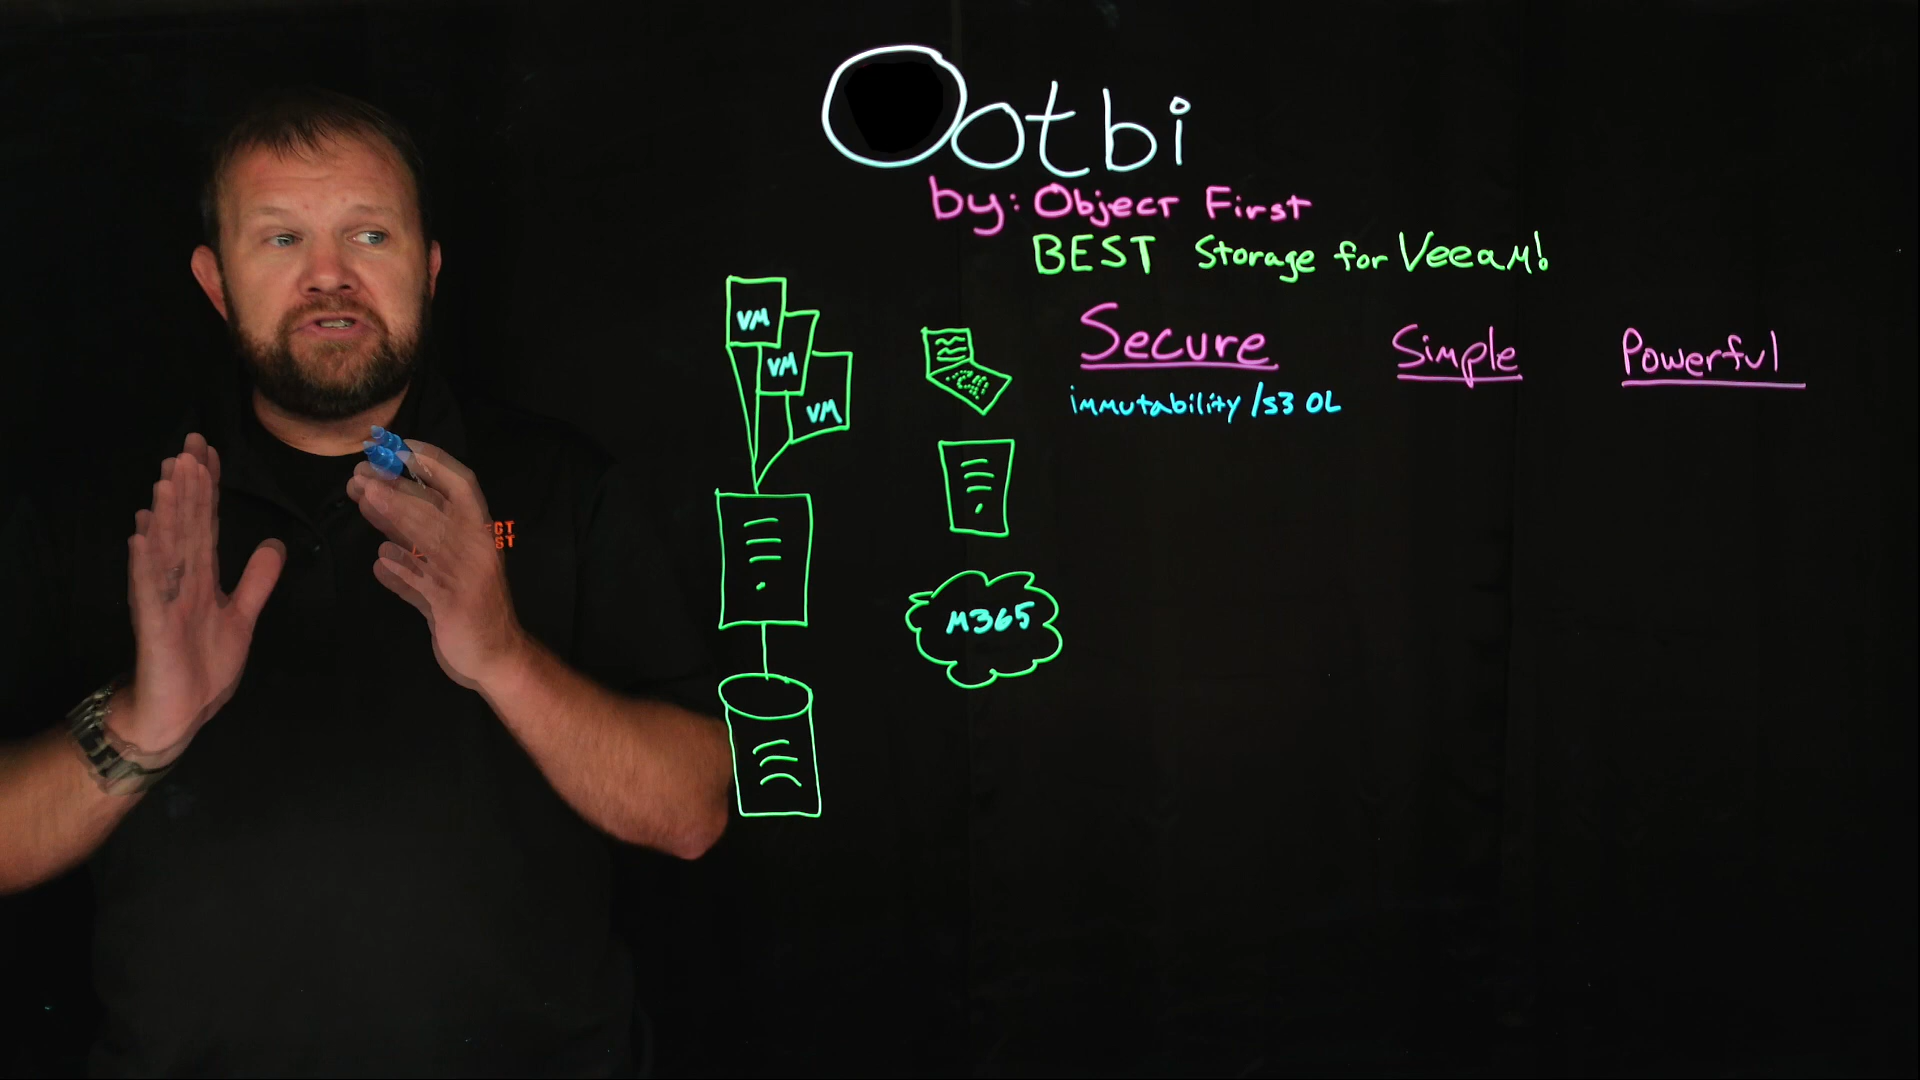 Ootbi
by: Object First
BEST Storage for Veeam!
Secure
Simple
Powerful
immutability/S3 OL
VM
VM
VM
M365